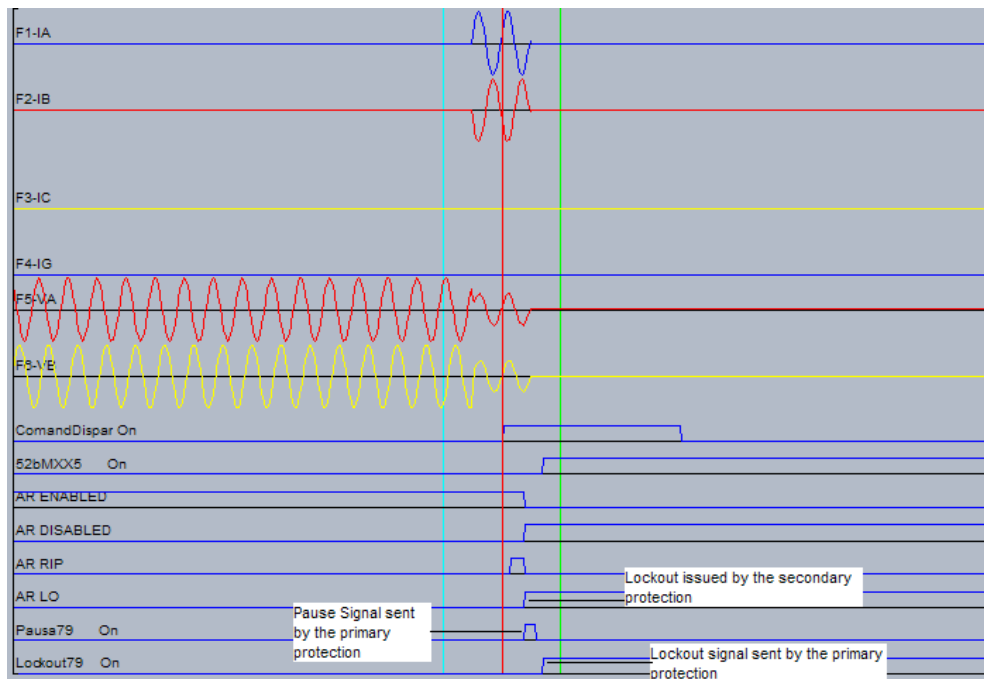 F1-IA
F2-IB
F3-IC
F4-IG
F5-VA
F6-VB
ComandDispar On
52bMXX5 On
AR ENABLED
AR DISABLED
AR RIP
AR LO
Lockout issued by the secondary
protection
Pause Signal sent
by the primary
protection
Pausa79 On
Lockout79 On
Lockout signal sent by the primary
protection